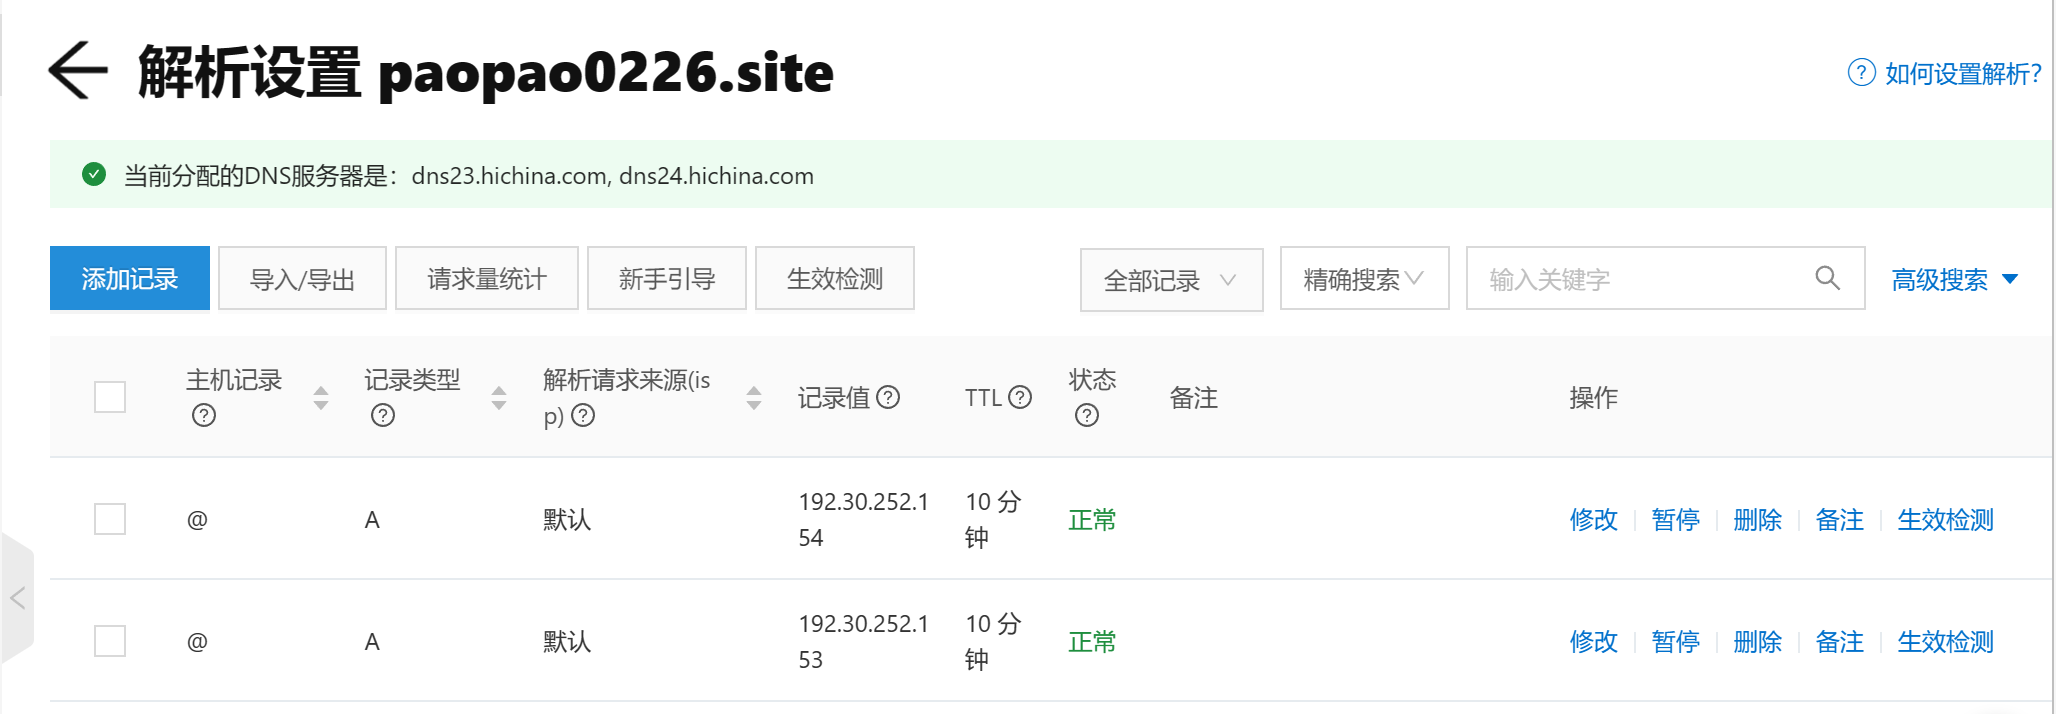 解析设置 paopao0226.site
如何设置解析?
当前分配的DNS服务器是：dns23.hichina.com, dns24.hichina.com
添加记录 导入/导出 请求量统计 新手引导 生效检测 全部记录 精确搜索 输入关键字 高级搜索
主机记录 记录类型 解析请求来源(is
p) 记录值 TTL 状态 备注 操作
@ A 默认 192.30.252.1
54 10 分
钟 正常 修改 暂停 删除 备注 生效检测
@ A 默认 192.30.252.1
53 10 分
钟 正常 修改 暂停 删除 备注 生效检测